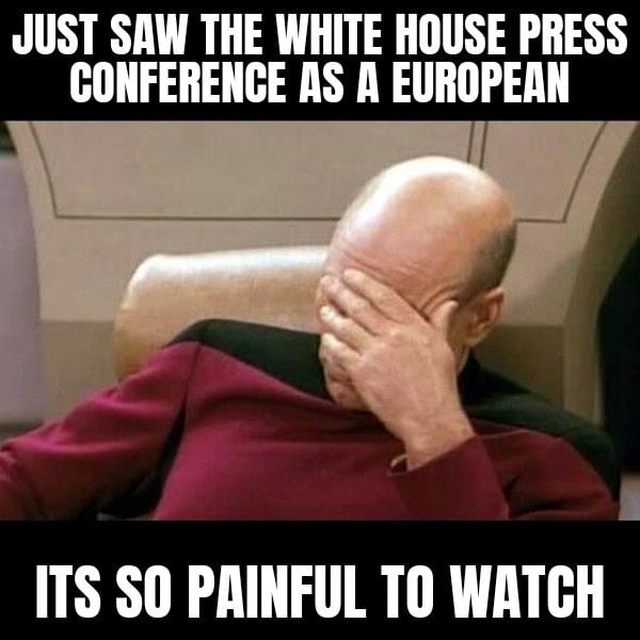 JUST SAW THE WHITE HOUSE PRESS
CONFERENCE AS A EUROPEAN
ITS SO PAINFUL TO WATCH